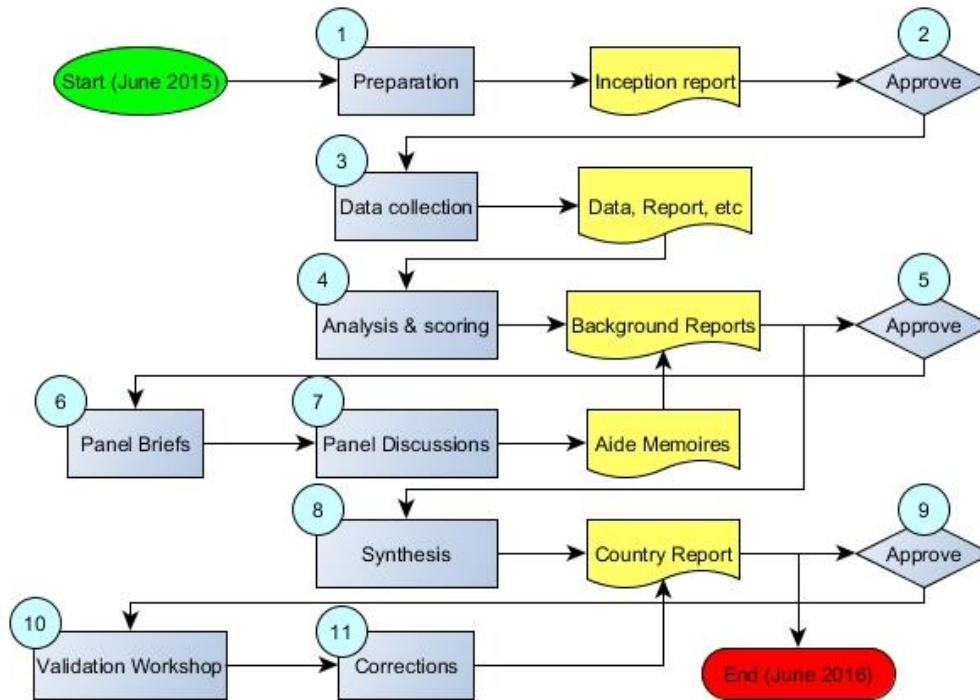 1
2
Start (June 2015)
Preparation
Inception report
Approve
3
Data collection
Data, Report, etc
4
5
Analysis & scoring
Background Reports
Approve
6
7
Panel Briefs
Panel Discussions
Aide Memoires
8
9
Synthesis
Country Report
Approve
10
11
Validation Workshop
Corrections
End (June 2016)